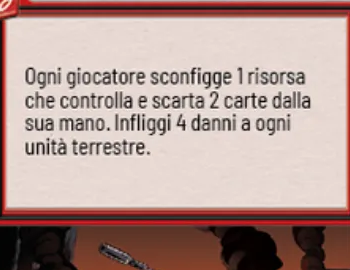 Ogni giocatore sconfigge 1 risorsa
che controlla e scarta 2 carte dalla
sua mano. Infliggi 4 danni a ogni
unità terrestre.